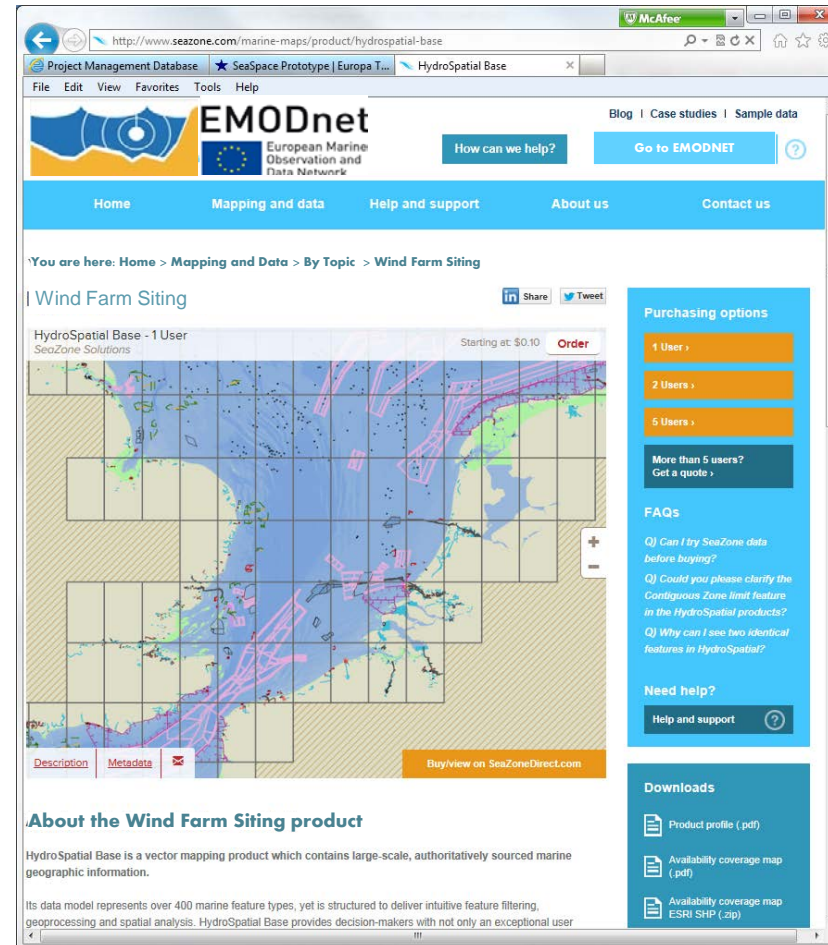 McAfee
http://www.seazone.com/marine-maps/product/hydrospatial-base
Project Management Database
SeaSpace Prototype | Europa T...
HydroSpatial Base
File Edit View Favorites Tools Help
EMODnet
European Marine
Observation and
Data Network
Blog | Case studies | Sample data
How can we help?
Go to EMODNET
?
Home
Mapping and data
Help and support
About us
Contact us
You are here: Home > Mapping and Data > By Topic > Wind Farm Siting
Wind Farm Siting
in Share
Tweet
HydroSpatial Base - 1 User
SeaZone Solutions
Starting at: $0.10
Order
+
−
Description
Metadata
Buy/view on SeaZoneDirect.com
About the Wind Farm Siting product
HydroSpatial Base is a vector mapping product which contains large-scale, authoritatively sourced marine
geographic information.
Its data model represents over 400 marine feature types, yet is structured to deliver intuitive feature filtering,
geoprocessing and spatial analysis. HydroSpatial Base provides decision-makers with not only an exceptional user
Purchasing options
1 User ›
2 Users ›
5 Users ›
More than 5 users?
Get a quote ›
FAQs
Q) Can I try SeaZone data
before buying?
Q) Could you please clarify the
Contiguous Zone limit feature
in the HydroSpatial products?
Q) Why can I see two identical
features in HydroSpatial?
Need help?
Help and support
?
Downloads
Product profile (.pdf)
Availability coverage map
(.pdf)
Availability coverage map
ESRI SHP (.zip)